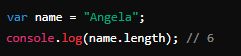 var name = "Angela";
console.log(name.length); // 6